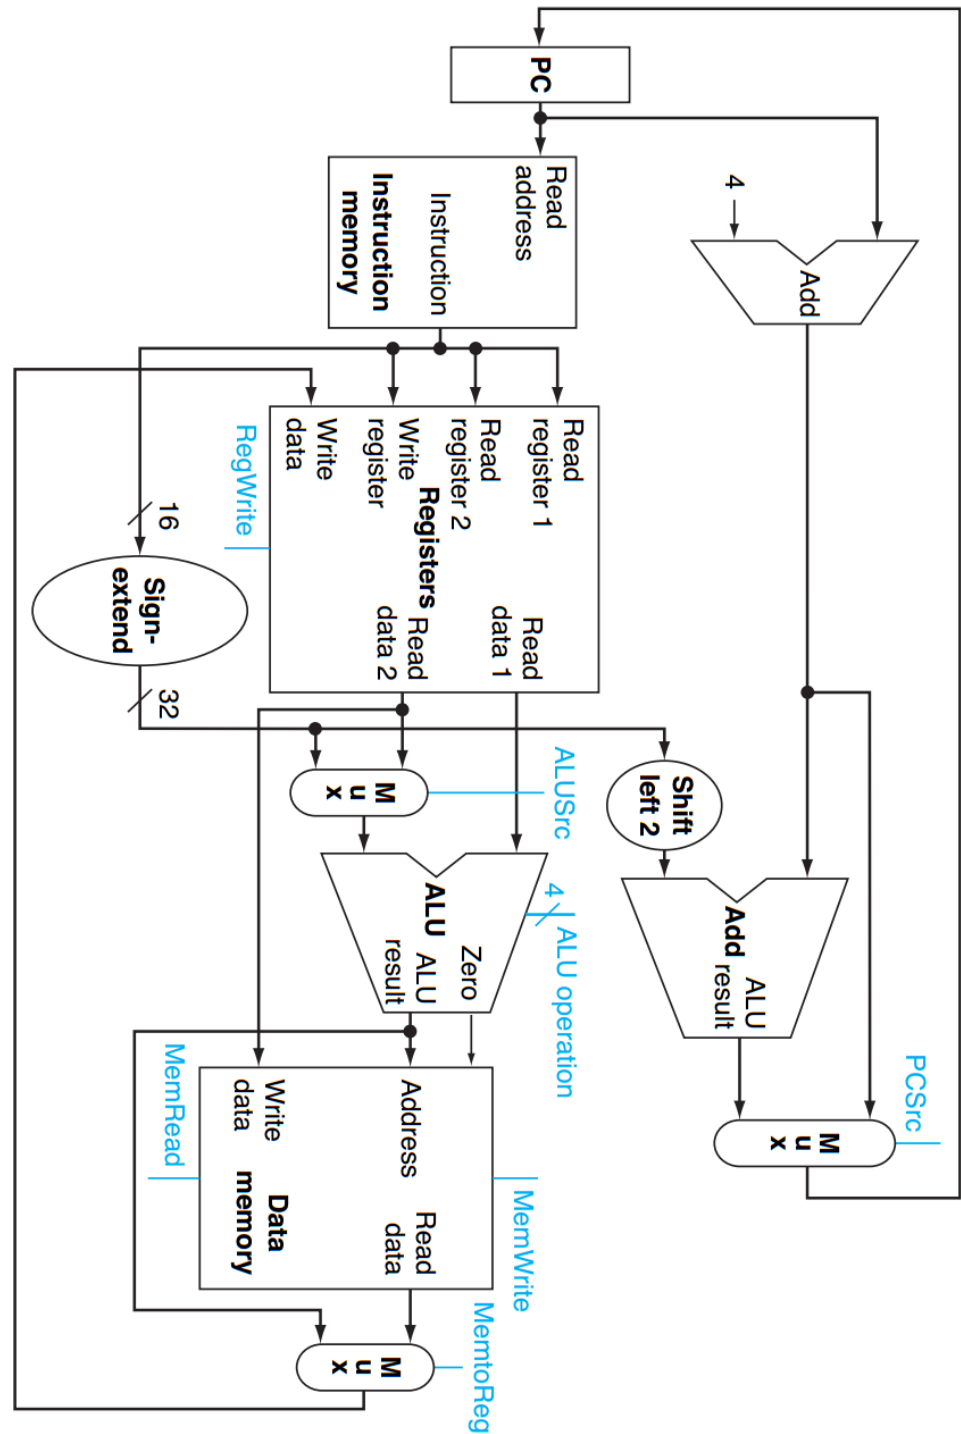 PCSrc
Add
4
Add
ALU
result
M
u
x
Shift
left 2
PC
Read
address
Instruction
Instruction
memory
Read
register 1
Read
register 2
Write
register
Write
data
Registers
Read
data 1
Read
data 2
RegWrite
16
Sign-
extend
32
ALUSrc
M
u
x
4
ALU operation
Zero
ALU
ALU
result
MemWrite
Address
Read
data
Write
data
Data
memory
MemRead
MemtoReg
M
u
x